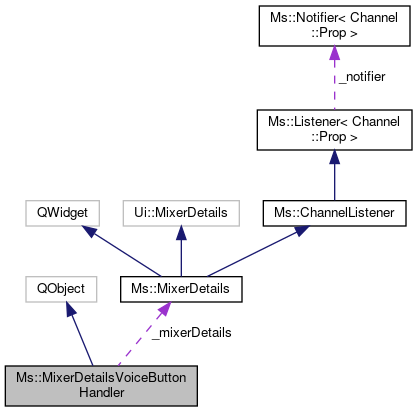 Ms::Notifier< Channel
::Prop >
_notifier
Ms::Listener< Channel
::Prop >
QWidget
Ui::MixerDetails
Ms::ChannelListener
QObject
Ms::MixerDetails
_mixerDetails
Ms::MixerDetailsVoiceButton
Handler